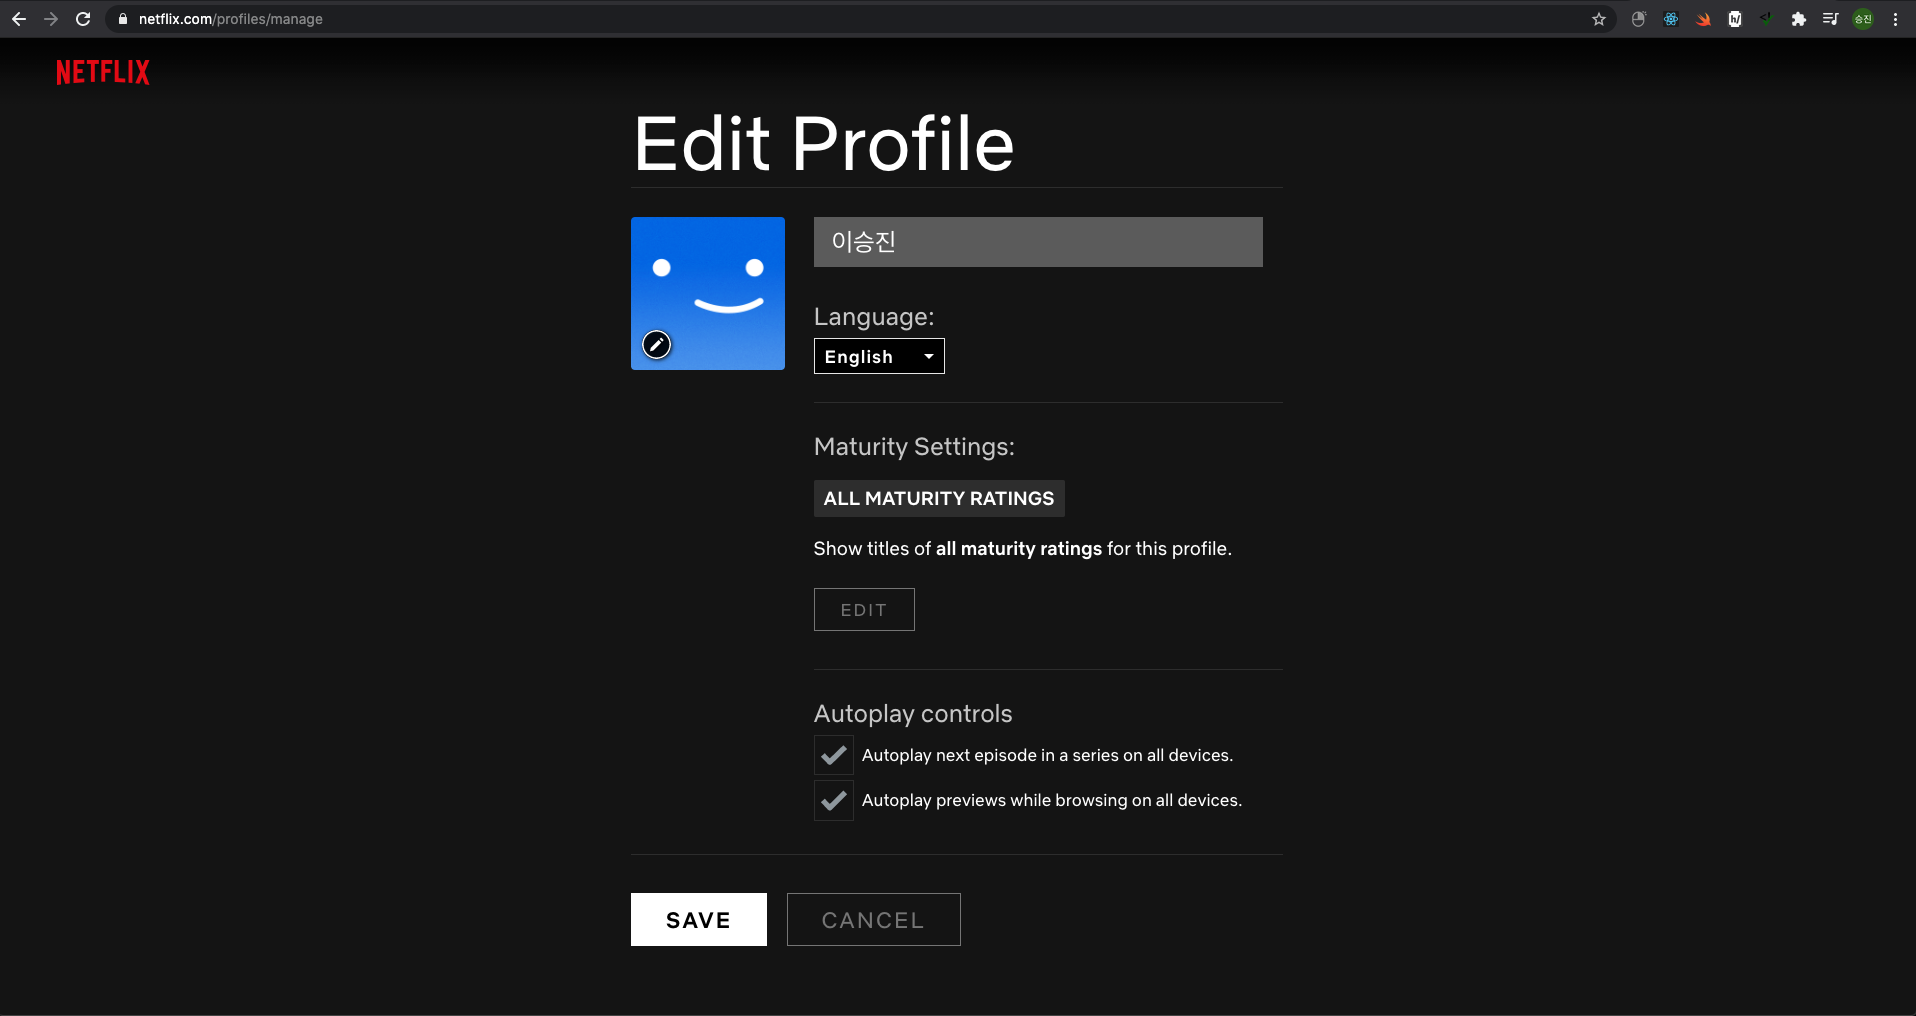 netflix.com/profiles/manage
승진
NETFLIX
Edit Profile
이승진
Language:
English
Maturity Settings:
ALL MATURITY RATINGS
Show titles of all maturity ratings for this profile.
EDIT
Autoplay controls
Autoplay next episode in a series on all devices.
Autoplay previews while browsing on all devices.
SAVE
CANCEL